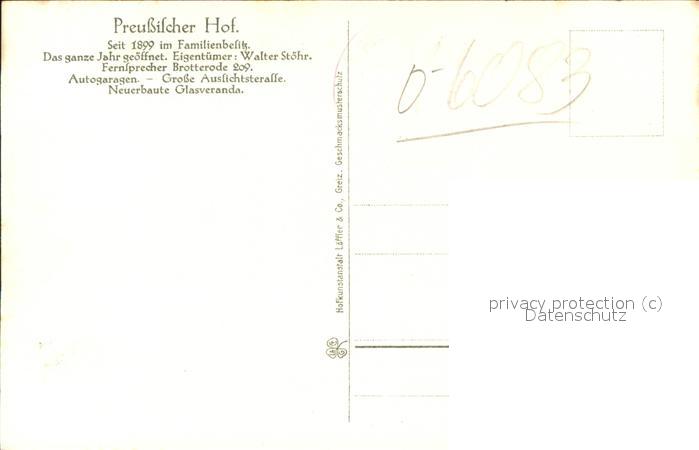 Preußischer Hof.
Seit 1899 im Familienbesitz.
Das ganze Jahr geöffnet. Eigentümer: Walter Stöhr.
Fernsprecher Brotterode 209.
Autogaragen. – Große Aussichtsterasse.
Neuerbaute Glasveranda.
Hofkunstanstalt Löffler & Co., Greiz. Geschmacksmusterschutz
o-6083
privacy protection (c)
Datenschutz